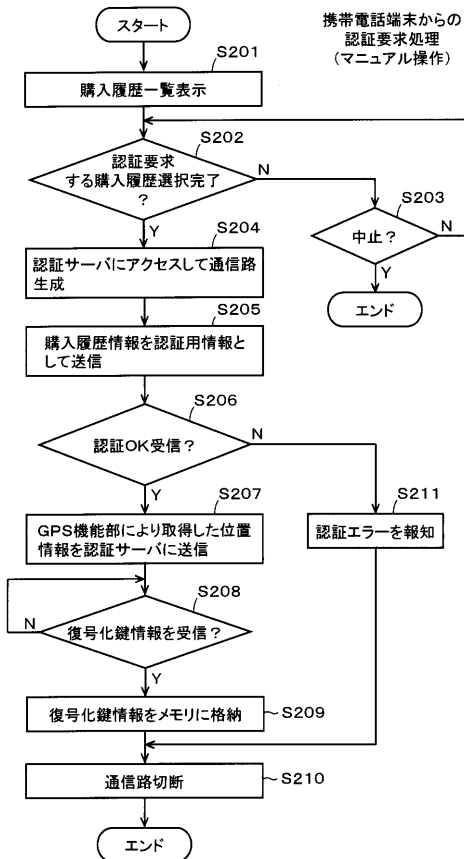 携帯電話端末からの
認証要求処理
(マニュアル操作)
スタート
S201
購入履歴一覧表示
S202
認証要求
する購入履歴選択完了
?
N
Y
S203
中止?
N
Y
エンド
S204
認証サーバにアクセスして通信路
生成
S205
購入履歴情報を認証用情報と
して送信
S206
認証OK受信?
N
Y
S207
GPS機能部により取得した位置
情報を認証サーバに送信
S211
認証エラーを報知
S208
復号化鍵情報を受信?
N
Y
復号化鍵情報をメモリに格納
S209
通信路切断
S210
エンド